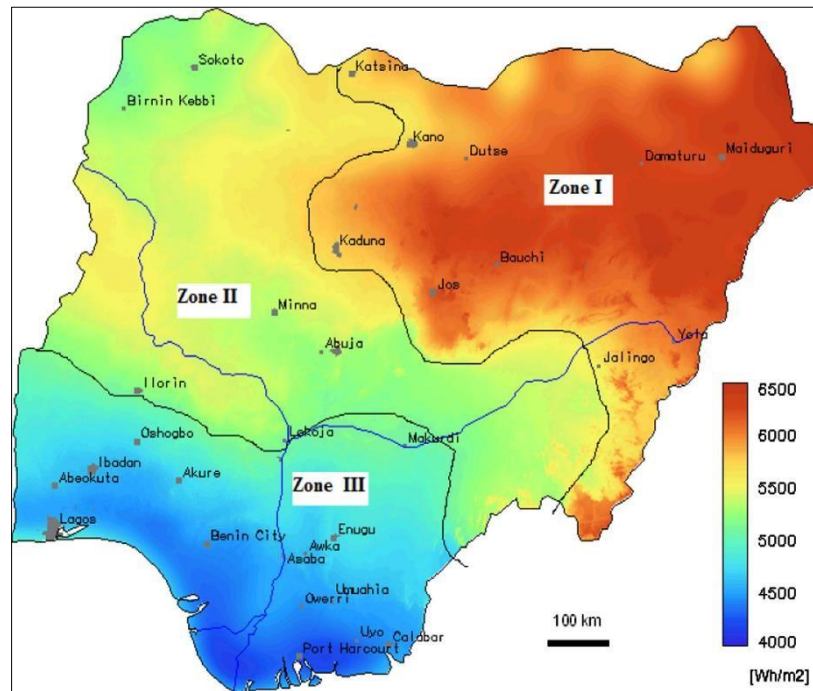 Sokoto
Katsina
Birnin Kebbi
Kano
Dutse
Damaturu
Maiduguri
Zone I
Kaduna
Bauchi
Jos
Zone II
Minna
Abuja
Yola
Jalingo
Ilorin
Oshogbo
Lokoja
Makurdi
Ibadan
Abeokuta
Akure
Zone III
Lagos
Benin City
Enugu
Awka
Asaba
Umuahia
Owerri
Uyo
Calabar
Port Harcourt
100 km
6500
6000
5500
5000
4500
4000
[Wh/m2]